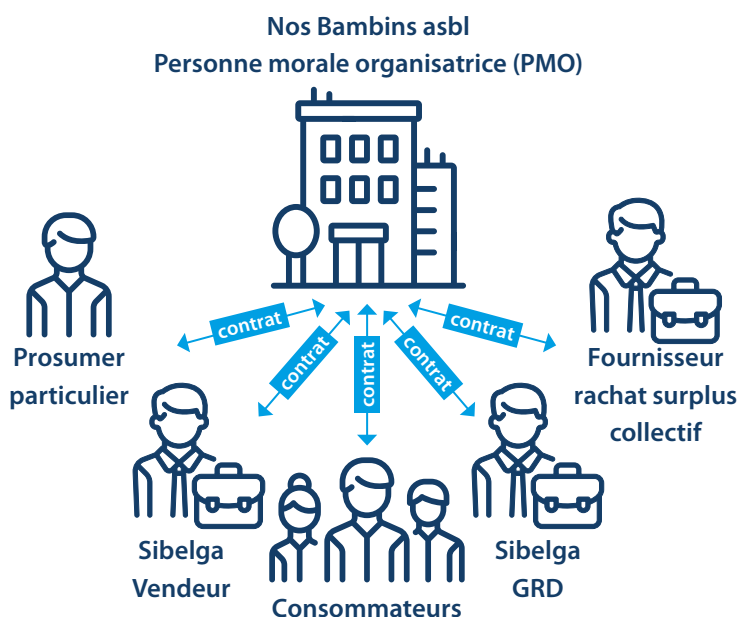 Nos Bambins asbl
Personne morale organisatrice (PMO)
contrat
contrat
contrat
contrat
contrat
Prosumer
particulier
Fournisseur
rachat surplus
collectif
Sibelga
Vendeur
Consommateurs
Sibelga
GRD